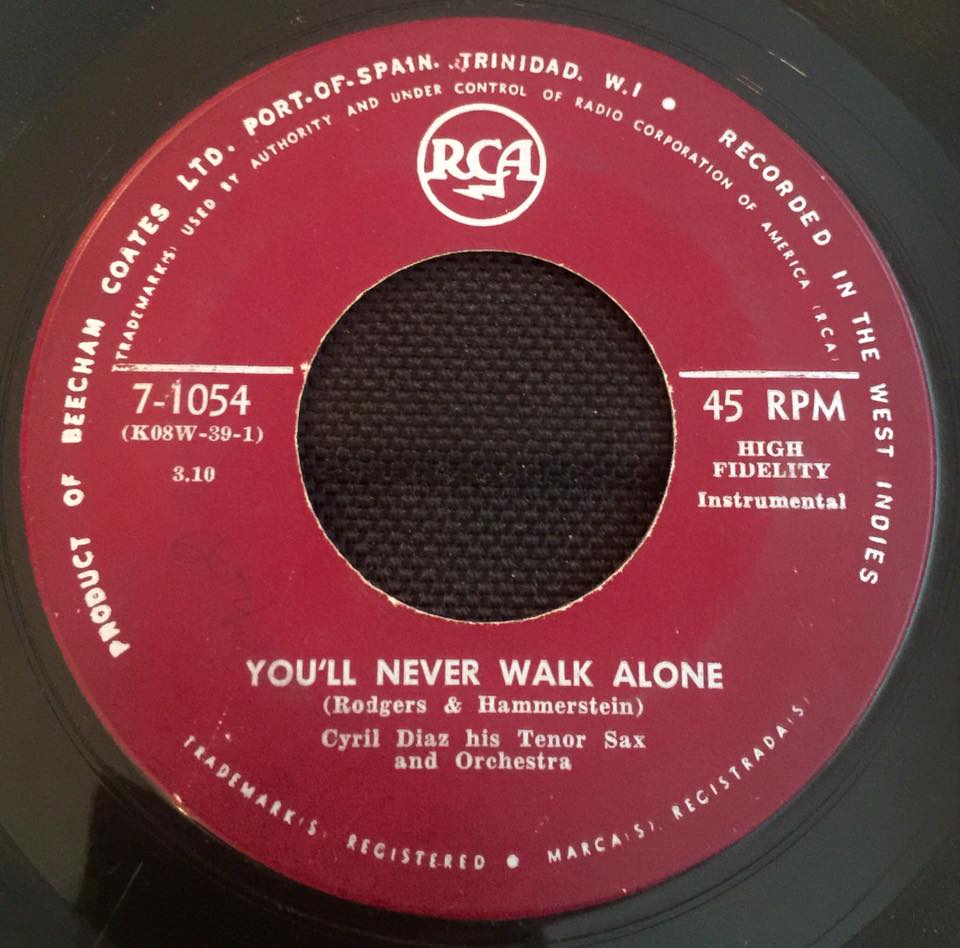 PRODUCT OF BEECHAM COATES LTD. PORT-OF-SPAIN. TRINIDAD. W.I • RECORDED IN THE WEST INDIES
TRADEMARK(S) USED BY AUTHORITY AND UNDER CONTROL OF RADIO CORPORATION OF AMERICA (RCA)
RCA
7-1054
(K08W-39-1)
3.10
45 RPM
HIGH
FIDELITY
Instrumental
YOU'LL NEVER WALK ALONE
(Rodgers & Hammerstein)
Cyril Diaz his Tenor Sax
and Orchestra
TRADEMARK(S) REGISTERED • MARCA(S) REGISTRADA(S)